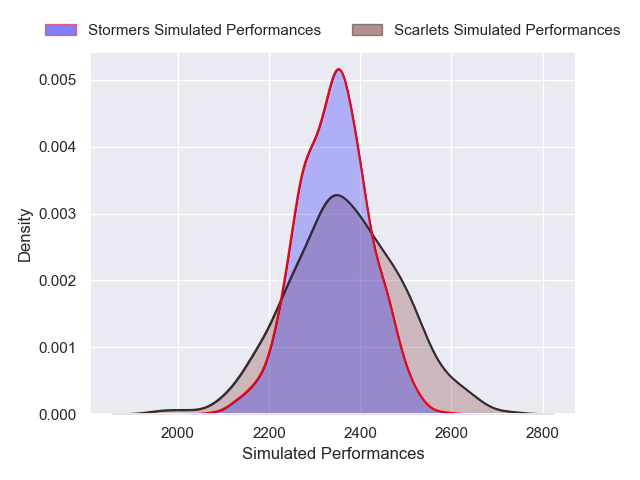 Stormers Simulated Performances Scarlets Simulated Performances
0.005
0.004
0.003
0.002
0.001
0.000
Density
2000 2200 2400 2600 2800
Simulated Performances